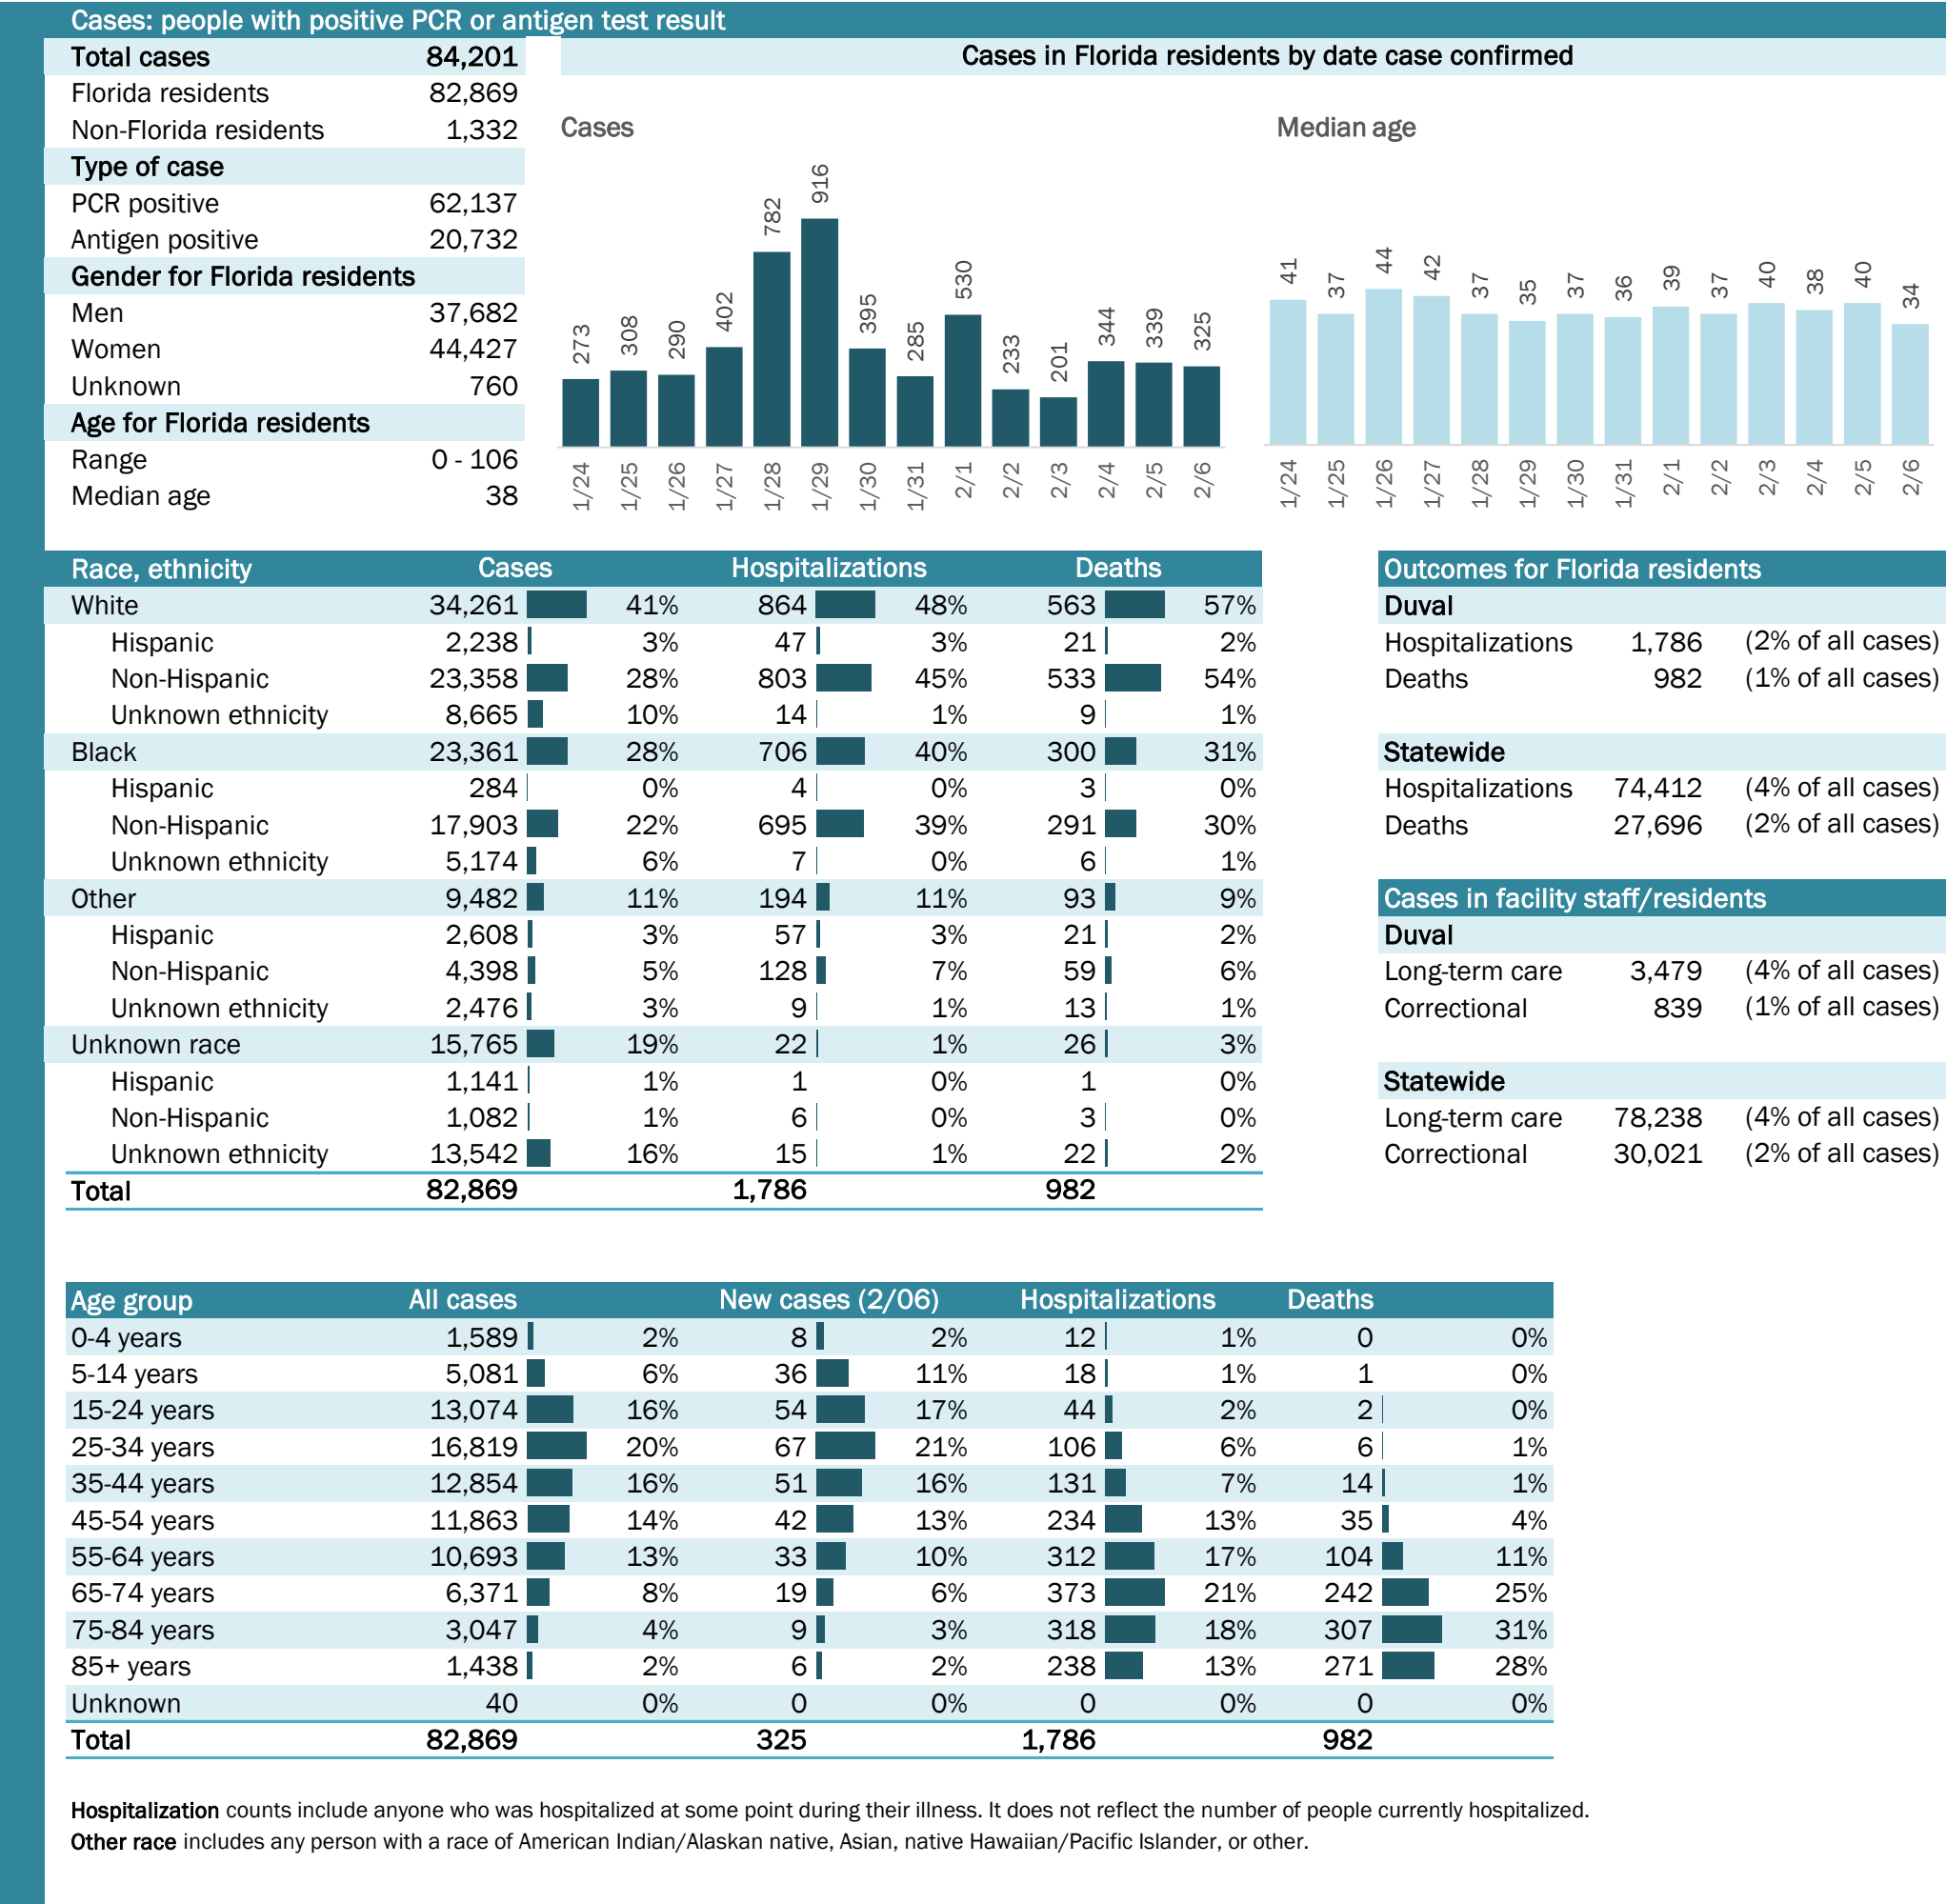 Cases: people with positive PCR or antigen test result
Total cases 84,201
Florida residents 82,869
Non-Florida residents 1,332
Type of case
PCR positive 62,137
Antigen positive 20,732
Gender for Florida residents
Men 37,682
Women 44,427
Unknown 760
Age for Florida residents
Range 0 - 106
Median age 38
Cases in Florida residents by date case confirmed
Cases
273 308 290 402 782 916 395 285 530 233 201 344 339 325
1/24 1/25 1/26 1/27 1/28 1/29 1/30 1/31 2/1 2/2 2/3 2/4 2/5 2/6
Median age
41 37 44 42 37 35 37 36 39 37 40 38 40 34
1/24 1/25 1/26 1/27 1/28 1/29 1/30 1/31 2/1 2/2 2/3 2/4 2/5 2/6
Race, ethnicity Cases Hospitalizations Deaths
White 34,261 41% 864 48% 563 57%
Hispanic 2,238 3% 47 3% 21 2%
Non-Hispanic 23,358 28% 803 45% 533 54%
Unknown ethnicity 8,665 10% 14 1% 9 1%
Black 23,361 28% 706 40% 300 31%
Hispanic 284 0% 4 0% 3 0%
Non-Hispanic 17,903 22% 695 39% 291 30%
Unknown ethnicity 5,174 6% 7 0% 6 1%
Other 9,482 11% 194 11% 93 9%
Hispanic 2,608 3% 57 3% 21 2%
Non-Hispanic 4,398 5% 128 7% 59 6%
Unknown ethnicity 2,476 3% 9 1% 13 1%
Unknown race 15,765 19% 22 1% 26 3%
Hispanic 1,141 1% 1 0% 1 0%
Non-Hispanic 1,082 1% 6 0% 3 0%
Unknown ethnicity 13,542 16% 15 1% 22 2%
Total 82,869 1,786 982
Outcomes for Florida residents
Duval
Hospitalizations 1,786 (2% of all cases)
Deaths 982 (1% of all cases)
Statewide
Hospitalizations 74,412 (4% of all cases)
Deaths 27,696 (2% of all cases)
Cases in facility staff/residents
Duval
Long-term care 3,479 (4% of all cases)
Correctional 839 (1% of all cases)
Statewide
Long-term care 78,238 (4% of all cases)
Correctional 30,021 (2% of all cases)
Age group All cases New cases (2/06) Hospitalizations Deaths
0-4 years 1,589 2% 8 2% 12 1% 0 0%
5-14 years 5,081 6% 36 11% 18 1% 1 0%
15-24 years 13,074 16% 54 17% 44 2% 2 0%
25-34 years 16,819 20% 67 21% 106 6% 6 1%
35-44 years 12,854 16% 51 16% 131 7% 14 1%
45-54 years 11,863 14% 42 13% 234 13% 35 4%
55-64 years 10,693 13% 33 10% 312 17% 104 11%
65-74 years 6,371 8% 19 6% 373 21% 242 25%
75-84 years 3,047 4% 9 3% 318 18% 307 31%
85+ years 1,438 2% 6 2% 238 13% 271 28%
Unknown 40 0% 0 0% 0 0% 0 0%
Total 82,869 325 1,786 982
Hospitalization counts include anyone who was hospitalized at some point during their illness. It does not reflect the number of people currently hospitalized.
Other race includes any person with a race of American Indian/Alaskan native, Asian, native Hawaiian/Pacific Islander, or other.